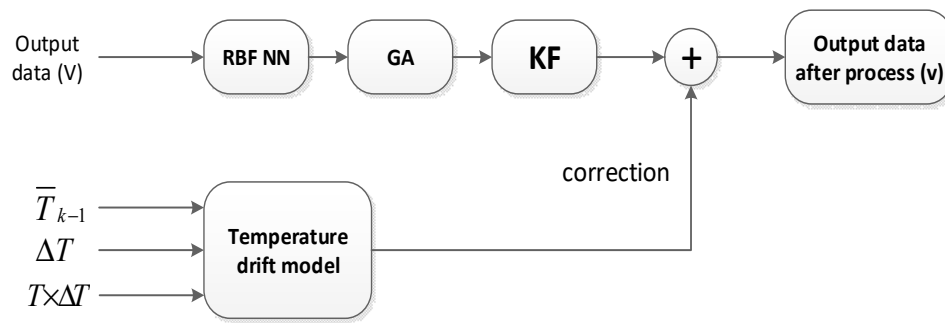 Output
data (V)
RBF NN
GA
KF
+
Output data
after process (v)
correction
T̅ₖ₋₁
ΔT
T×ΔT
Temperature
drift model